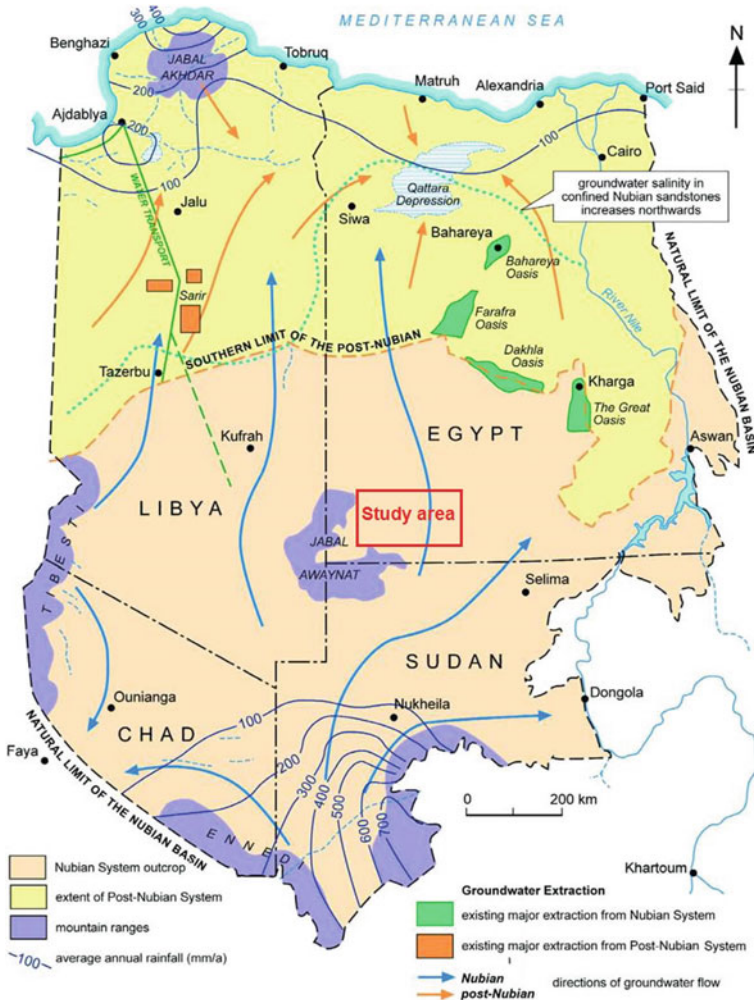 MEDITERRANEAN SEA
N
300
400
Benghazi
JABAL
AKHDAR
Tobruq
200
Matruh
Alexandria
Port Said
Ajdablya
200
100
Cairo
100
WATER TRANSPORT
Jalu
Siwa
Qattara
Depression
groundwater salinity in
confined Nubian sandstones
increases northwards
Bahareya
Bahareya
Oasis
NATURAL LIMIT OF THE NUBIAN BASIN
Sarir
River Nile
Farafra
Oasis
SOUTHERN LIMIT OF THE POST-NUBIAN
Dakhla
Oasis
Tazerbu
Kharga
The Great
Oasis
Kufrah
EGYPT
Aswan
LIBYA
Study area
TIBESTI
JABAL
AWAYNAT
Selima
SUDAN
Ounianga
Nukheila
Dongola
100
CHAD
NATURAL LIMIT OF THE NUBIAN BASIN
Faya
200
300
400
500
600
700
0 200 km
ENNEDI
Khartoum
Nubian System outcrop
extent of Post-Nubian System
mountain ranges
-100- average annual rainfall (mm/a)
Groundwater Extraction
existing major extraction from Nubian System
existing major extraction from Post-Nubian System
Nubian
post-Nubian
directions of groundwater flow